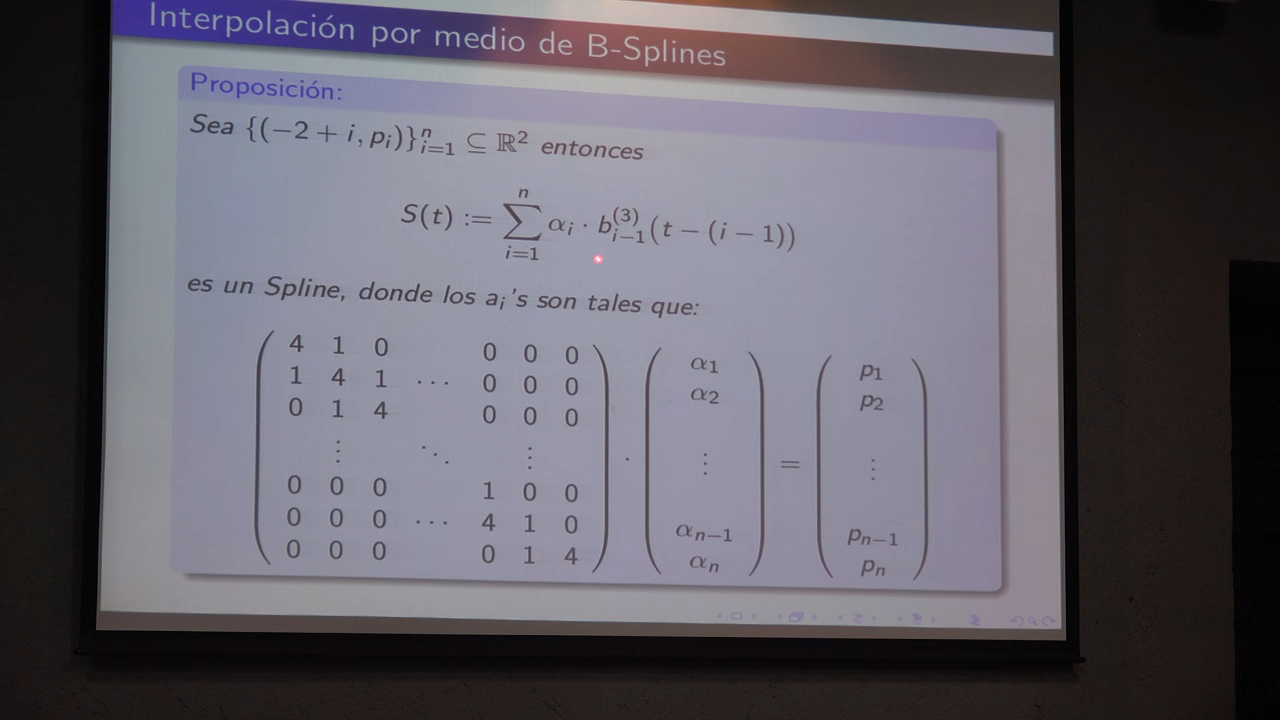 Interpolación por medio de B-Splines
Proposición:
Sea {(−2 + i, pᵢ)}ⁿᵢ₌₁ ⊆ ℝ² entonces
S(t) := ∑ⁿᵢ₌₁ αᵢ · b⁽³⁾ᵢ₋₁(t − (i − 1))
es un Spline, donde los aᵢ's son tales que:
4 1 0 0 0 0 α₁ p₁
1 4 1 ⋯ 0 0 0 α₂ p₂
0 1 4 0 0 0
⋮ ⋱ ⋮ · ⋮ = ⋮
0 0 0 1 0 0
0 0 0 ⋯ 4 1 0 αₙ₋₁ pₙ₋₁
0 0 0 0 1 4 αₙ pₙ